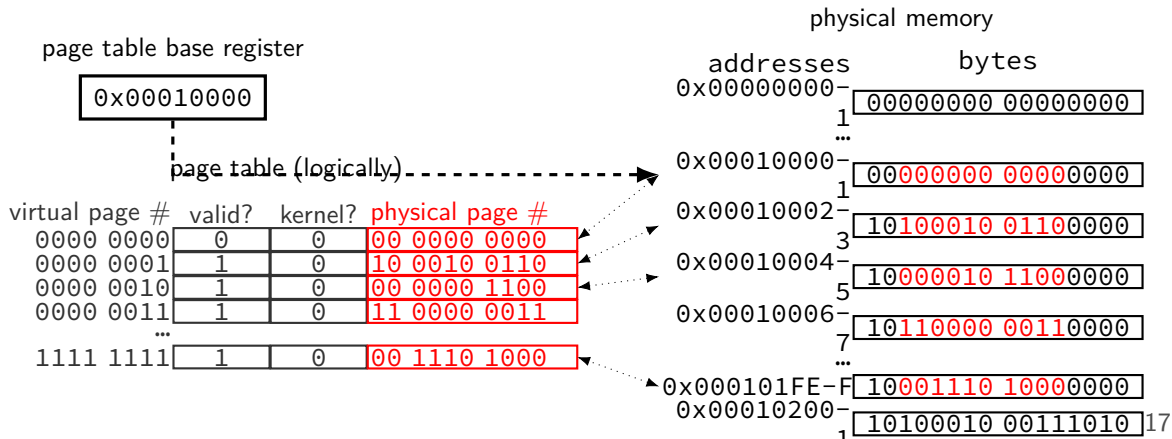 physical memory
page table base register
0x00010000
addresses bytes
0x00000000-
1 00000000 00000000
…
page table (logically)
0x00010000-
1 00000000 00000000
virtual page # valid? kernel? physical page #
0000 0000 0 0 00 0000 0000
0000 0001 1 0 10 0010 0110
0000 0010 1 0 00 0000 1100
0000 0011 1 0 11 0000 0011
…
1111 1111 1 0 00 1110 1000
0x00010002-
3 10100010 01100000
0x00010004-
5 10000010 11000000
0x00010006-
7 10110000 00110000
…
0x000101FE-F 10001110 10000000
0x00010200-
1 10100010 00111010
17